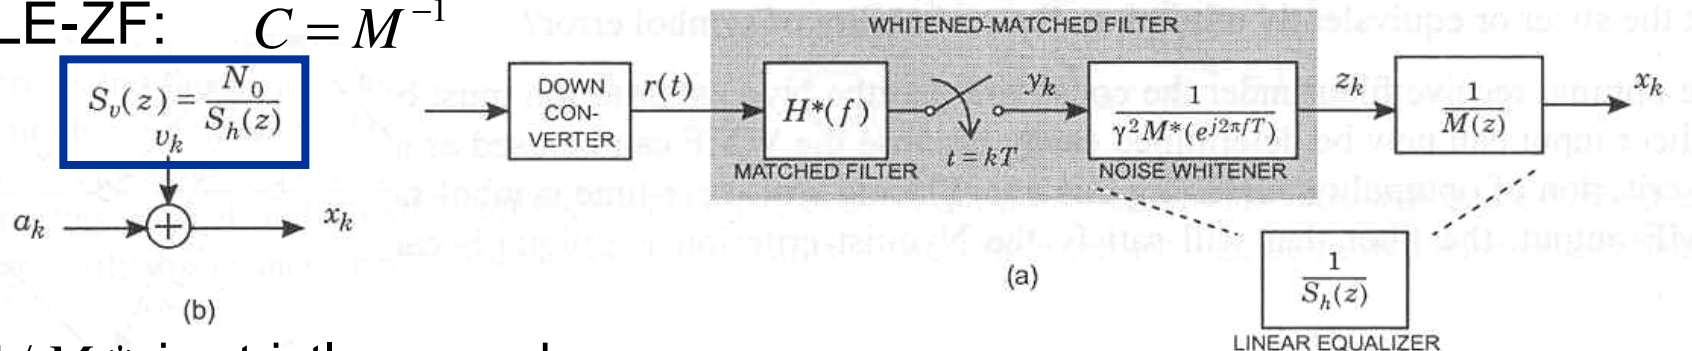 LE-ZF: C = M⁻¹
S_v(z) = N₀ / S_h(z)
v_k
a_k
+
x_k
(b)
WHITENED-MATCHED FILTER
DOWN
CON-
VERTER
r(t)
H*(f)
MATCHED FILTER
t = kT
y_k
1 / γ²M*(e^{j2πfT})
NOISE WHITENER
z_k
1 / M(z)
x_k
(a)
1 / S_h(z)
LINEAR EQUALIZER